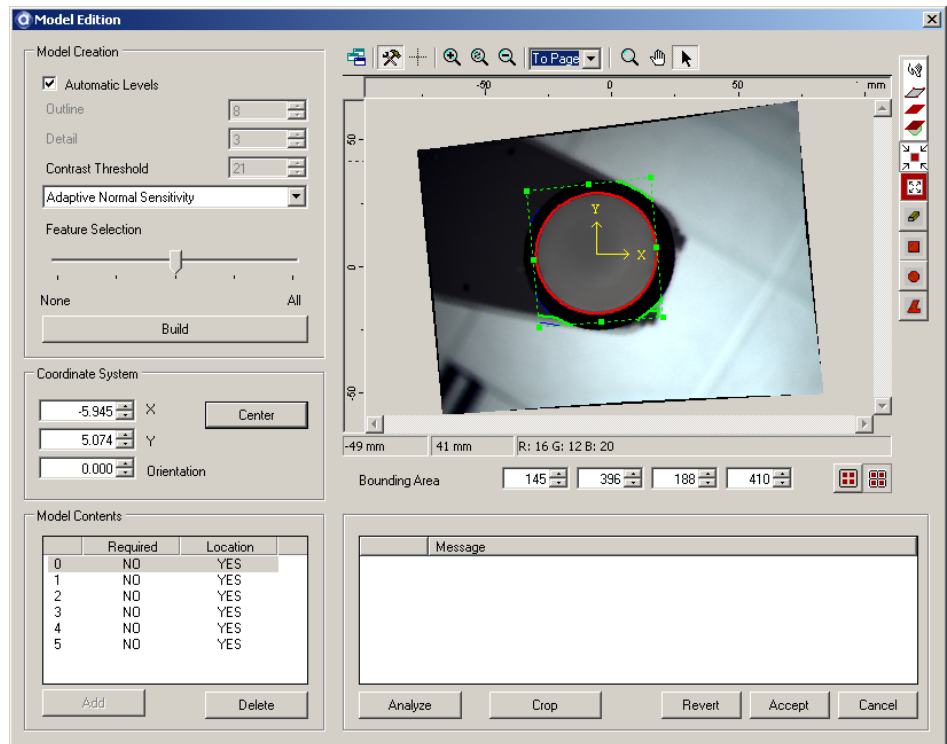 Model Edition
Model Creation
Automatic Levels
Outline 8
Detail 3
Contrast Threshold 21
Adaptive Normal Sensitivity
Feature Selection
None All
Build
To Page
-50 0 50 mm
50
0
-50
Y
X
-49 mm 41 mm R: 16 G: 12 B: 20
Bounding Area 145 396 188 410
Coordinate System
-5.945 X Center
5.074 Y
0.000 Orientation
Model Contents
Required Location
0 NO YES
1 NO YES
2 NO YES
3 NO YES
4 NO YES
5 NO YES
Add Delete
Message
Analyze Crop Revert Accept Cancel